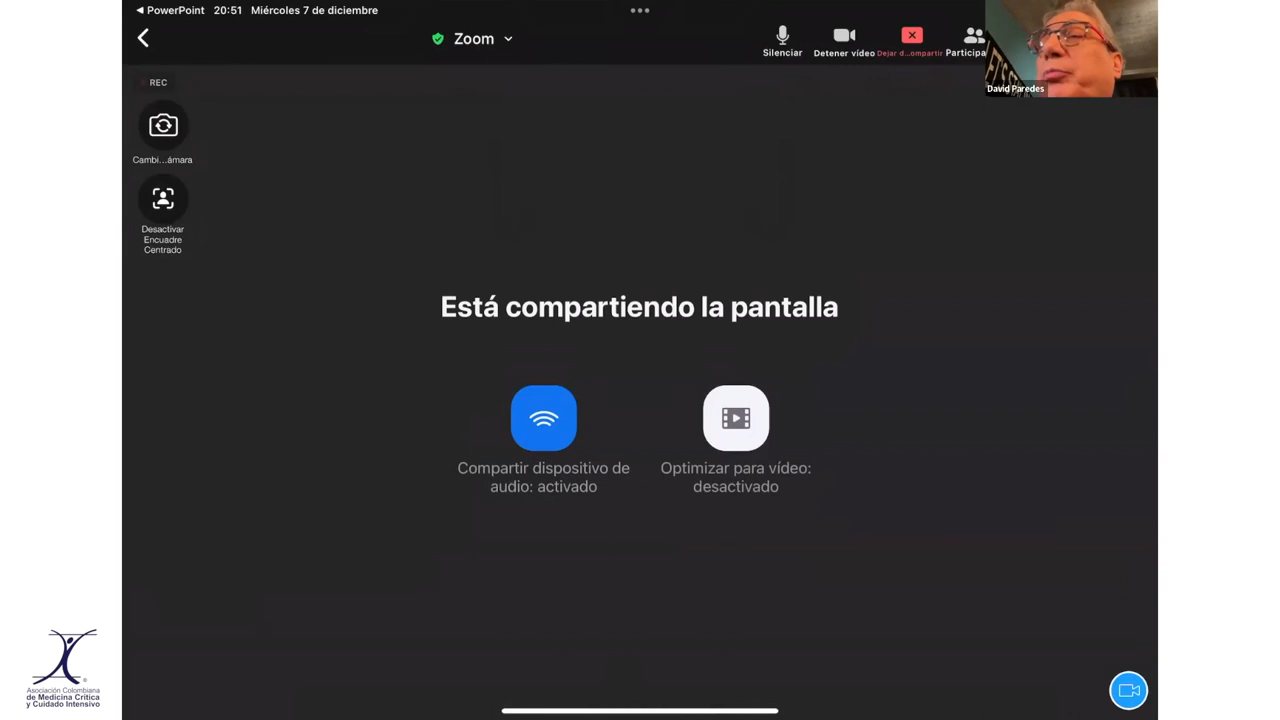 PowerPoint 20:51 Miércoles 7 de diciembre
Zoom
Silenciar
Detener vídeo
Dejar d...ompartir
Participa
David Paredes
REC
Cambi...ámara
Desactivar
Encuadre
Centrado
Está compartiendo la pantalla
Compartir dispositivo de
audio: activado
Optimizar para vídeo:
desactivado
Asociación Colombiana
de Medicina Crítica
y Cuidado Intensivo